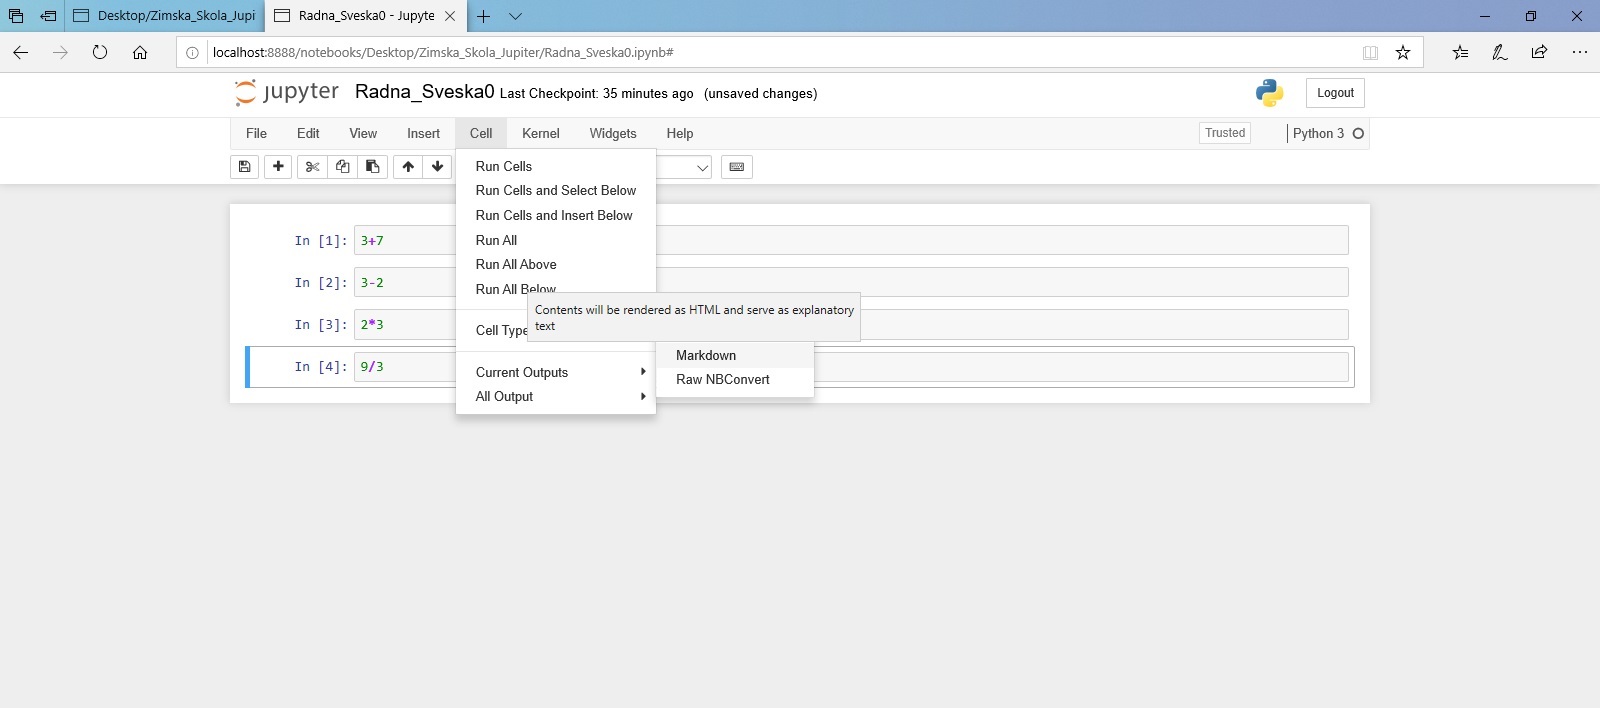 Desktop/Zimska_Skola_Jupi
Radna_Sveska0 - Jupyte
localhost:8888/notebooks/Desktop/Zimska_Skola_Jupiter/Radna_Sveska0.ipynb#
jupyter Radna_Sveska0 Last Checkpoint: 35 minutes ago (unsaved changes)
Logout
File Edit View Insert Cell Kernel Widgets Help
Trusted
Python 3
Run Cells
Run Cells and Select Below
Run Cells and Insert Below
Run All
Run All Above
Run All Below
Cell Type
Current Outputs
All Output
Contents will be rendered as HTML and serve as explanatory
text
Markdown
Raw NBConvert
In [1]: 3+7
In [2]: 3-2
In [3]: 2*3
In [4]: 9/3